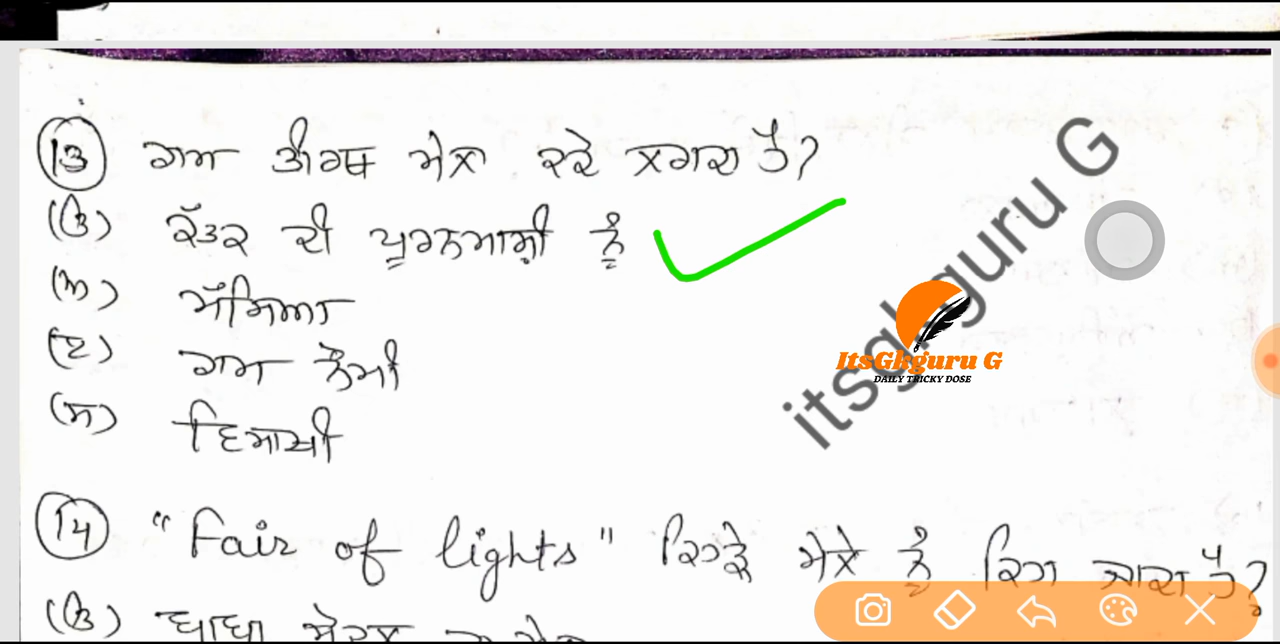 (13) ਰਾਮ ਤੀਰਥ ਮੇਲਾ ਕਦੋਂ ਲਗਦਾ ਹੈ?
(ੳ) ਕੱਤਕ ਦੀ ਪੂਰਨਮਾਸ਼ੀ ਨੂੰ
(ਅ) ਮੱਸਿਆ
(ੲ) ਰਾਮ ਨੌਮੀ
(ਸ) ਵਿਸਾਖੀ
itsgkguru G
ItsGkguru G
DAILY TRICKY DOSE
(14) "Fair of lights" ਕਿਹੜੇ ਮੇਲੇ ਨੂੰ ਕਿਹਾ ਜਾਂਦਾ ਹੈ?
(ੳ)